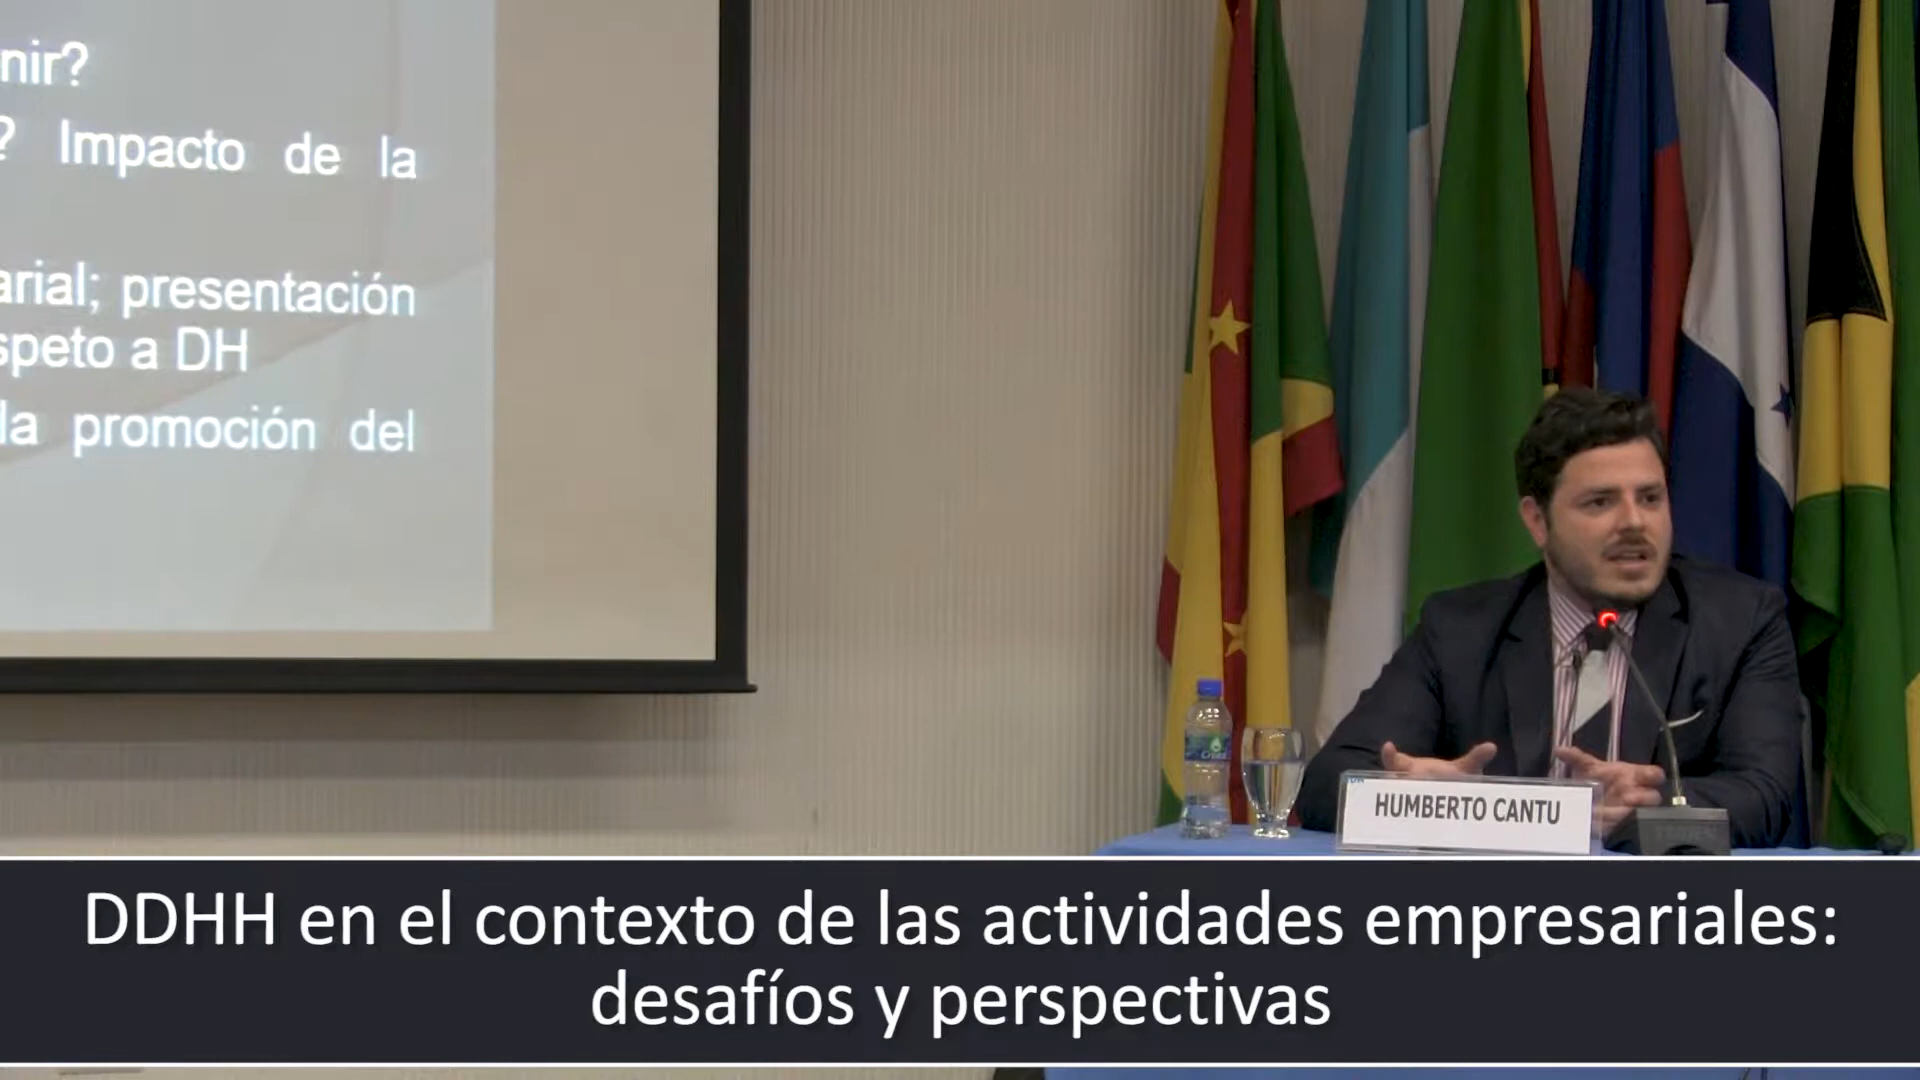 nir?
? Impacto de la
arial; presentación
speto a DH
la promoción del
HUMBERTO CANTU
DDHH en el contexto de las actividades empresariales:
desafíos y perspectivas